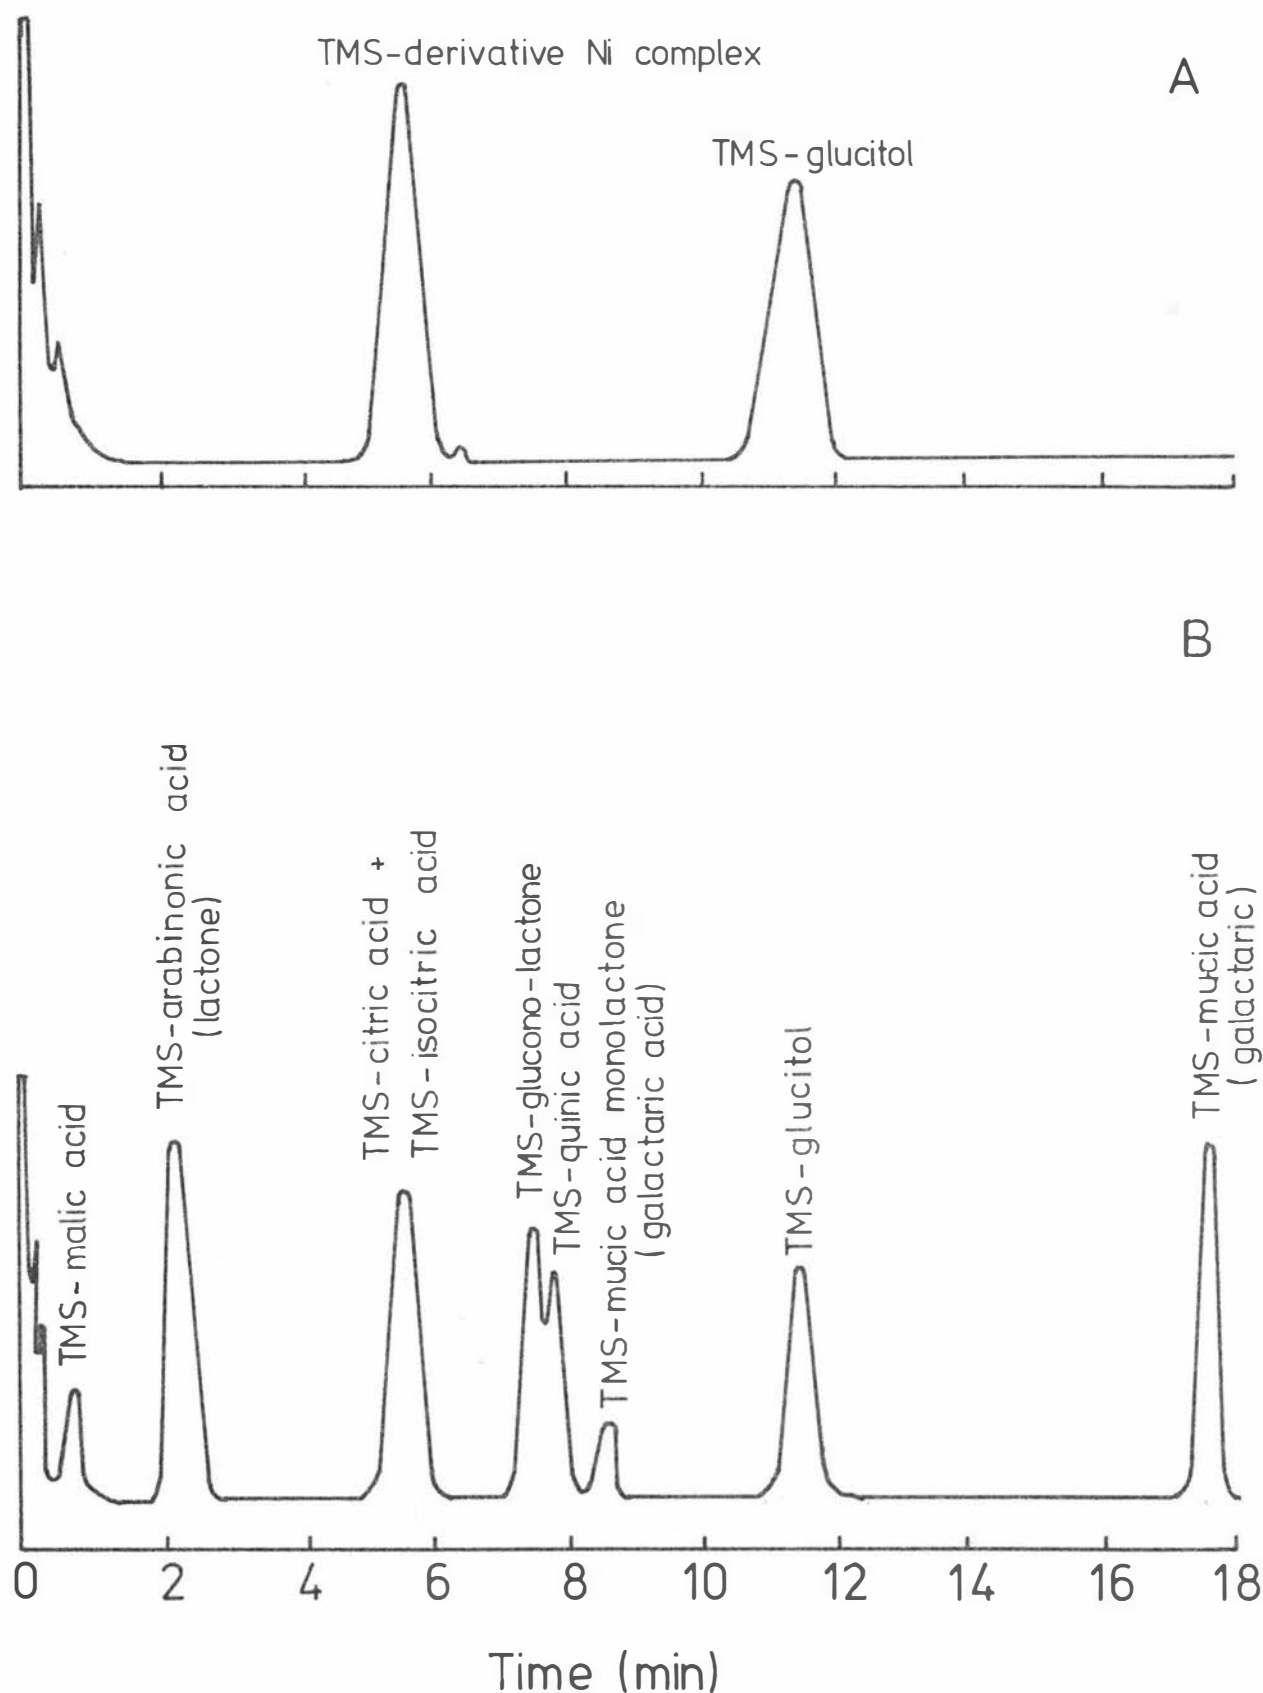 TMS-derivative Ni complex
A
TMS-glucitol
B
TMS-malic acid
TMS-arabinonic acid
(lactone)
TMS-citric acid +
TMS-isocitric acid
TMS-glucono-lactone
TMS-quinic acid
TMS-mucic acid monolactone
(galactaric acid)
TMS-glucitol
TMS-mucic acid
(galactaric)
0 2 4 6 8 10 12 14 16 18
Time (min)